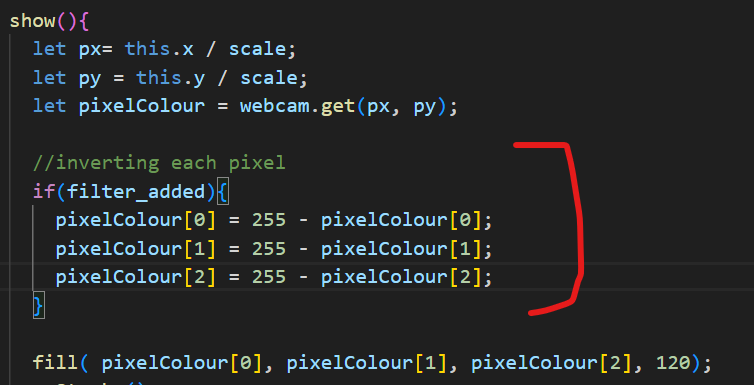 show(){
let px= this.x / scale;
let py = this.y / scale;
let pixelColour = webcam.get(px, py);
//inverting each pixel
if(filter_added){
pixelColour[0] = 255 - pixelColour[0];
pixelColour[1] = 255 - pixelColour[1];
pixelColour[2] = 255 - pixelColour[2];
}
fill( pixelColour[0], pixelColour[1], pixelColour[2], 120);